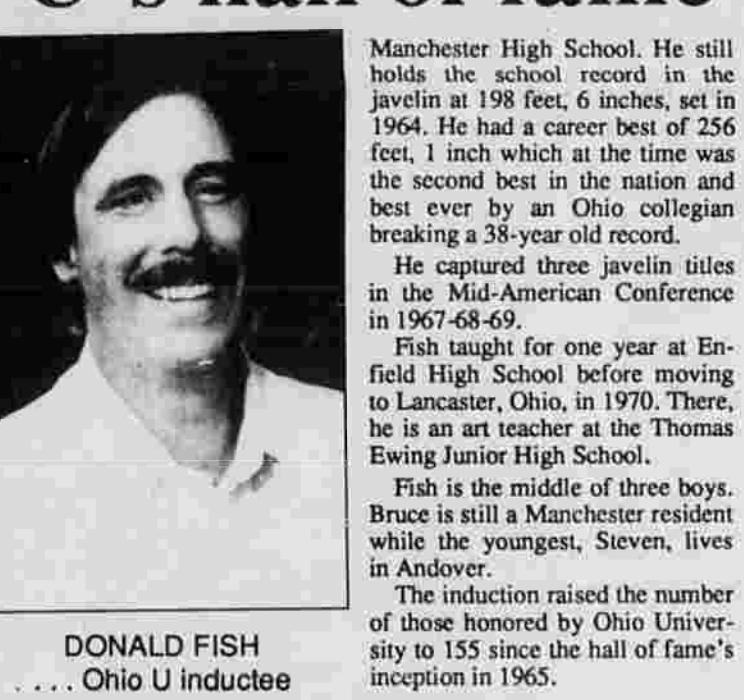 Manchester High School. He still
holds the school record in the
javelin at 198 feet, 6 inches, set in
1964. He had a career best of 256
feet, 1 inch which at the time was
the second best in the nation and
best ever by an Ohio collegian
breaking a 38-year old record.
He captured three javelin titles
in the Mid-American Conference
in 1967-68-69.
Fish taught for one year at En-
field High School before moving
to Lancaster, Ohio, in 1970. There,
he is an art teacher at the Thomas
Ewing Junior High School.
Fish is the middle of three boys.
Bruce is still a Manchester resident
while the youngest, Steven, lives
in Andover.
The induction raised the number
of those honored by Ohio Univer-
sity to 155 since the hall of fame's
inception in 1965.
DONALD FISH
. . . . Ohio U inductee